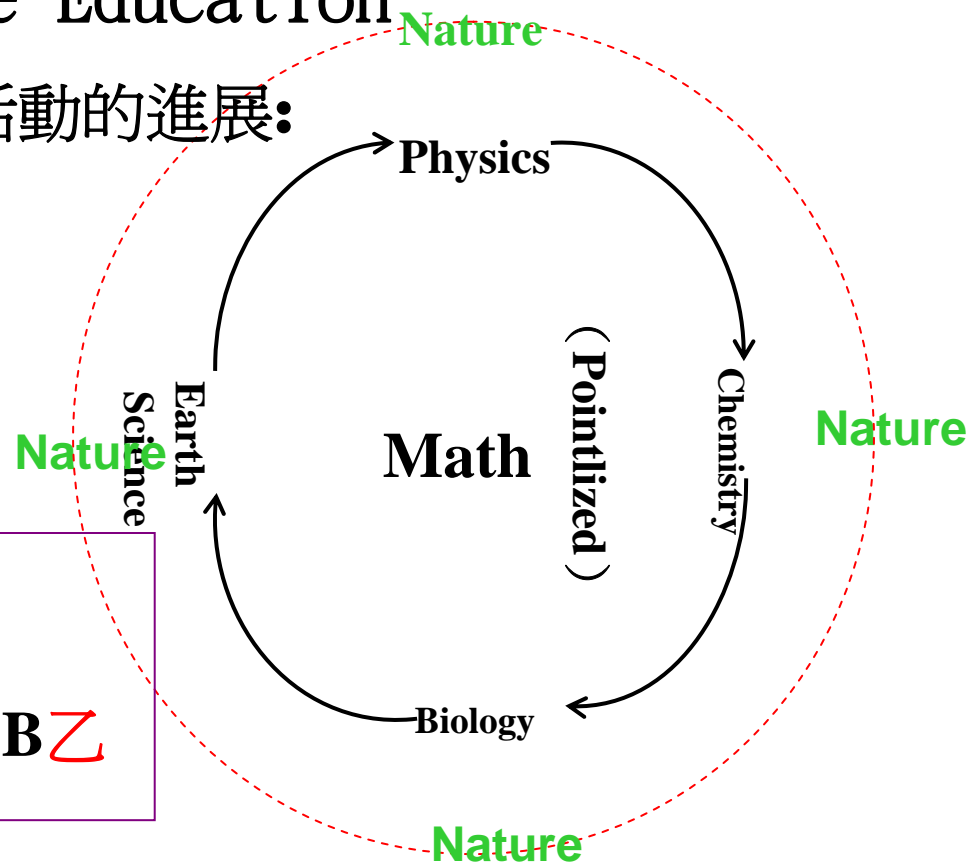 e Education
Nature
活動的進展:
Physics
(Pointlized)
Chemistry
Earth
Science
Math
Nature
Nature
Biology
B乙
Nature